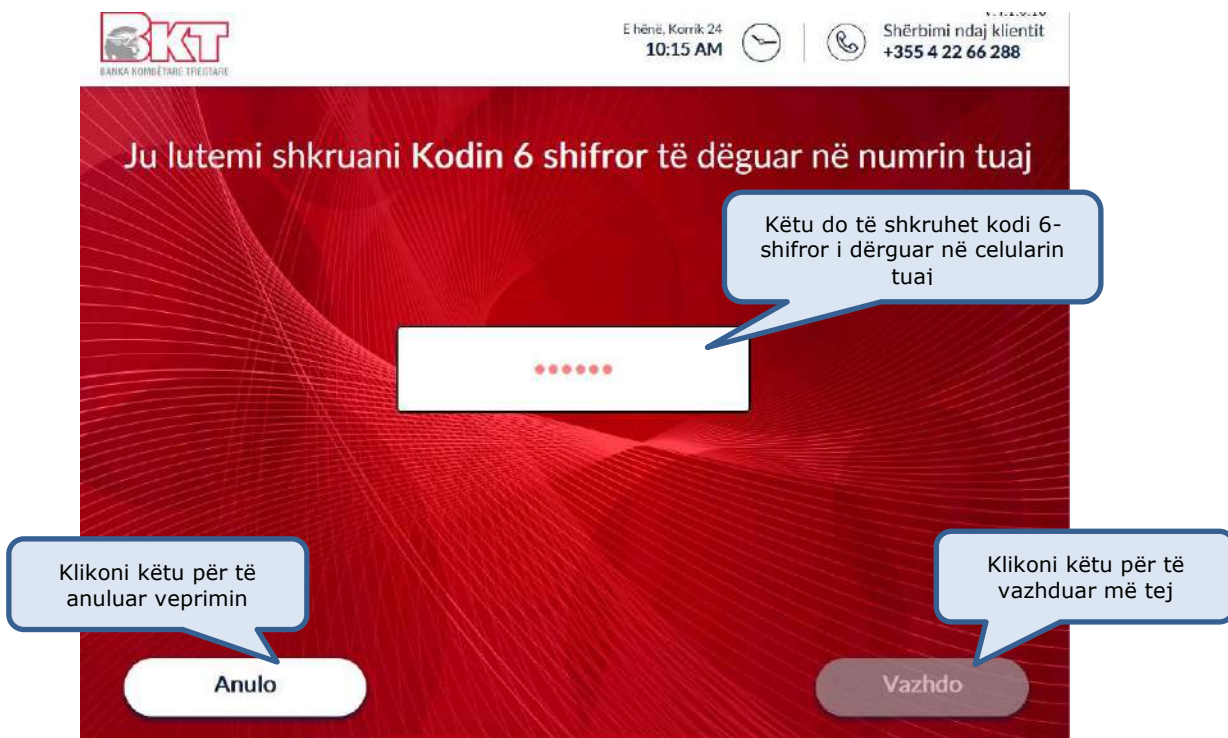 BKT
BANKA KOMBËTARE TREGTARE
E hënë, Korrik 24
10:15 AM
Shërbimi ndaj klientit
+355 4 22 66 288
Ju lutemi shkruani Kodin 6 shifror të dëguar në numrin tuaj
Këtu do të shkruhet kodi 6-
shifror i dërguar në celularin
tuaj
Klikoni këtu për të
anuluar veprimin
Klikoni këtu për të
vazhduar më tej
Anulo
Vazhdo